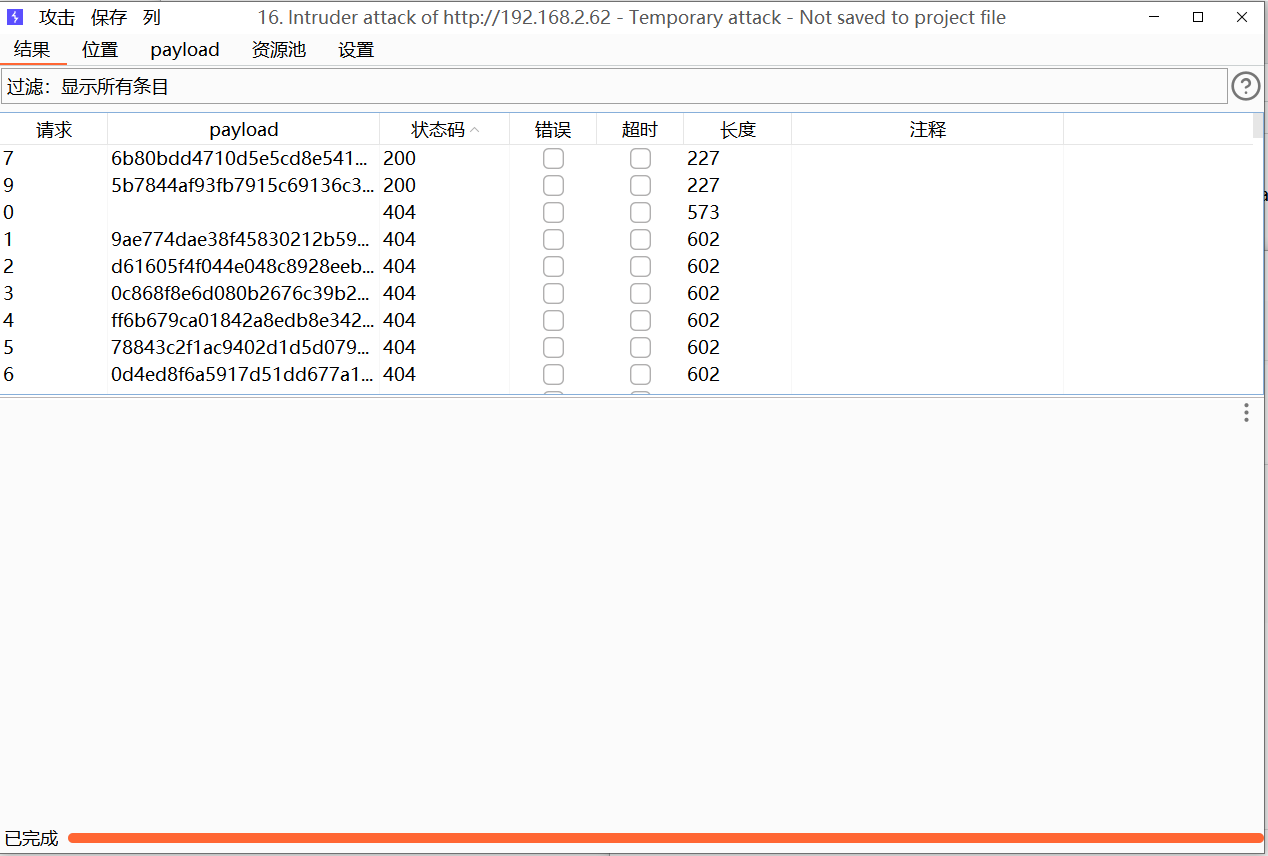 攻击 保存 列 16. Intruder attack of http://192.168.2.62 - Temporary attack - Not saved to project file
结果 位置 payload 资源池 设置
过滤：显示所有条目 ?
请求 payload 状态码 错误 超时 长度 注释
7 6b80bdd4710d5e5cd8e541... 200 227
9 5b7844af93fb7915c69136c3... 200 227
0 404 573
1 9ae774dae38f45830212b59... 404 602
2 d61605f4f044e048c8928eeb... 404 602
3 0c868f8e6d080b2676c39b2... 404 602
4 ff6b679ca01842a8edb8e342... 404 602
5 78843c2f1ac9402d1d5d079... 404 602
6 0d4ed8f6a5917d51dd677a1... 404 602
已完成